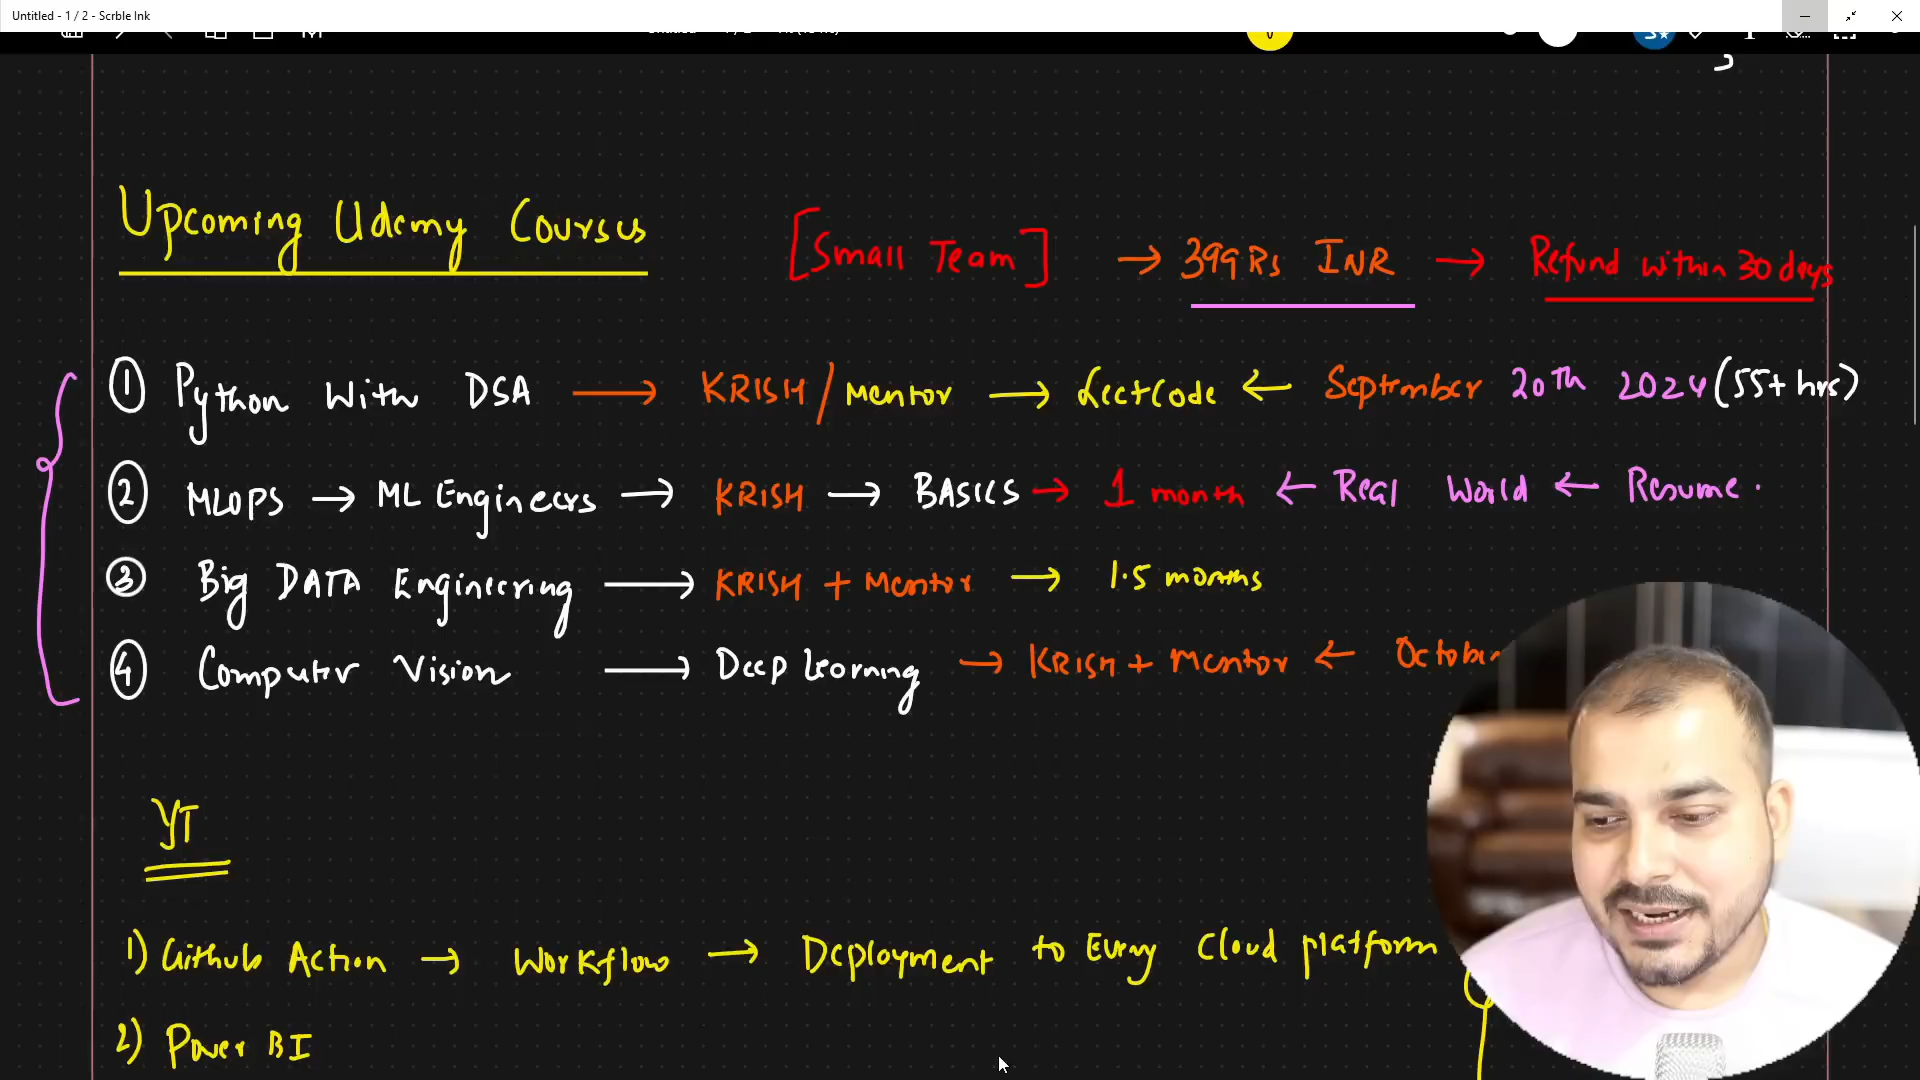 Untitled - 1 / 2 - Scrble Ink
Upcoming Udemy Courses [Small Team] → 399 Rs INR → Refund within 30 days
① Python With DSA → KRISH / Mentor → LeetCode ← September 20th 2024 (55+ hrs)
② MLOPS → ML Engineers → KRISH → BASICS → 1 month ← Real World ← Resume.
③ Big DATA Engineering → KRISH + Mentor → 1.5 months
④ Computer Vision → Deep Learning → KRISH + Mentor ← October
YT
1) Github Action → Workflow → Deployment to Every Cloud platform
2) Power BI